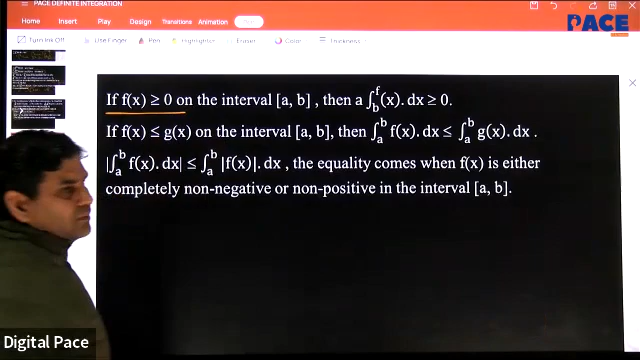 PACE DEFINITE INTEGRATION
Home Insert Draw Design Transitions Animation
PACE
Turn Ink Off Use Finger Pen Highlighter Eraser Color Thickness
If f(x) ≥ 0 on the interval [a, b] , then a ∫_b^f (x). dx ≥ 0.
If f(x) ≤ g(x) on the interval [a, b], then ∫_a^b f(x). dx ≤ ∫_a^b g(x). dx .
|∫_a^b f(x). dx| ≤ ∫_a^b |f(x)|. dx , the equality comes when f(x) is either
completely non-negative or non-positive in the interval [a, b].
Digital Pace